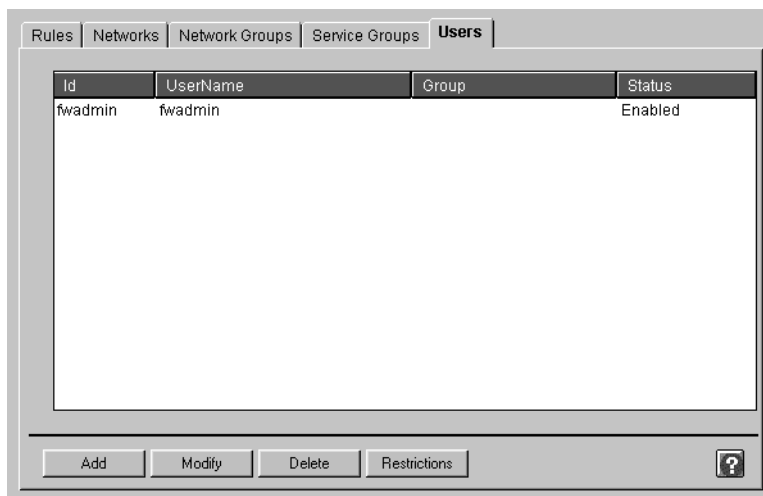 Rules Networks Network Groups Service Groups Users
Id UserName Group Status
fwadmin fwadmin Enabled
Add Modify Delete Restrictions ?